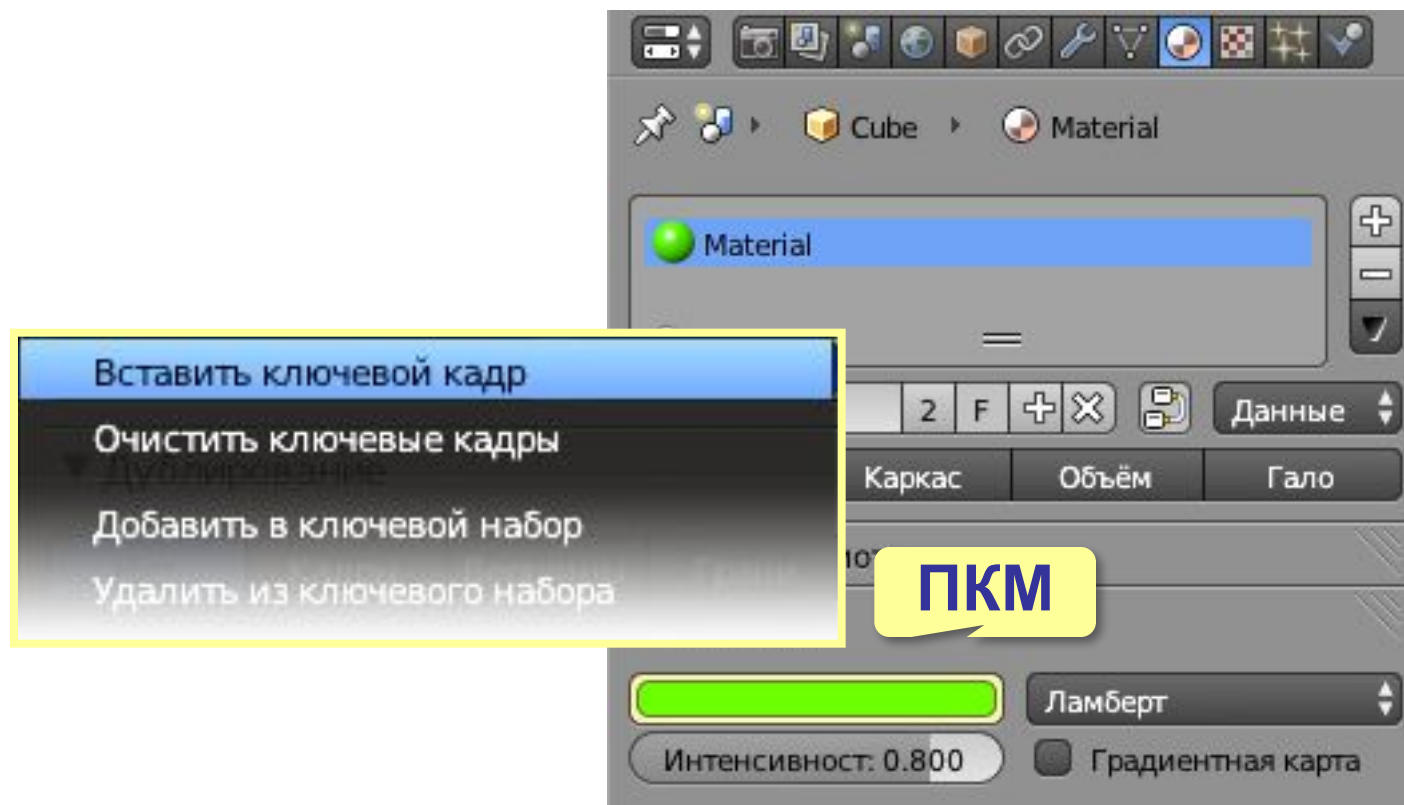 Cube
Material
Material
Вставить ключевой кадр
Очистить ключевые кадры
Дублирование
Добавить в ключевой набор
Удалить из ключевого набора
2 F
Данные
Каркас
Объём
Гало
ПКМ
Ламберт
Интенсивност: 0.800
Градиентная карта